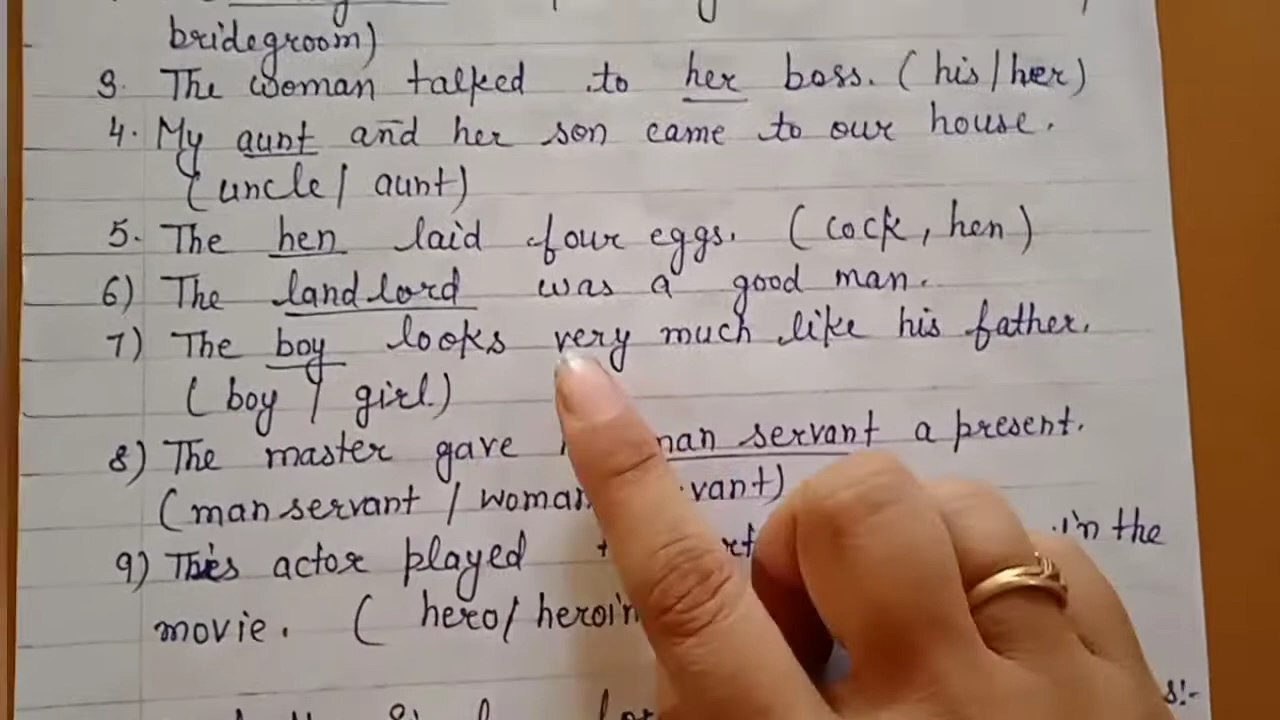 bridegroom)
3. The woman talked to her boss. (his/her)
4. My aunt and her son came to our house.
(uncle/ aunt)
5. The hen laid four eggs. (cock, hen)
6) The landlord was a good man.
7) The boy looks very much like his father.
(boy / girl)
8) The master gave man servant a present.
(man servant / woman
9) This actor played in the
movie. ( hero/